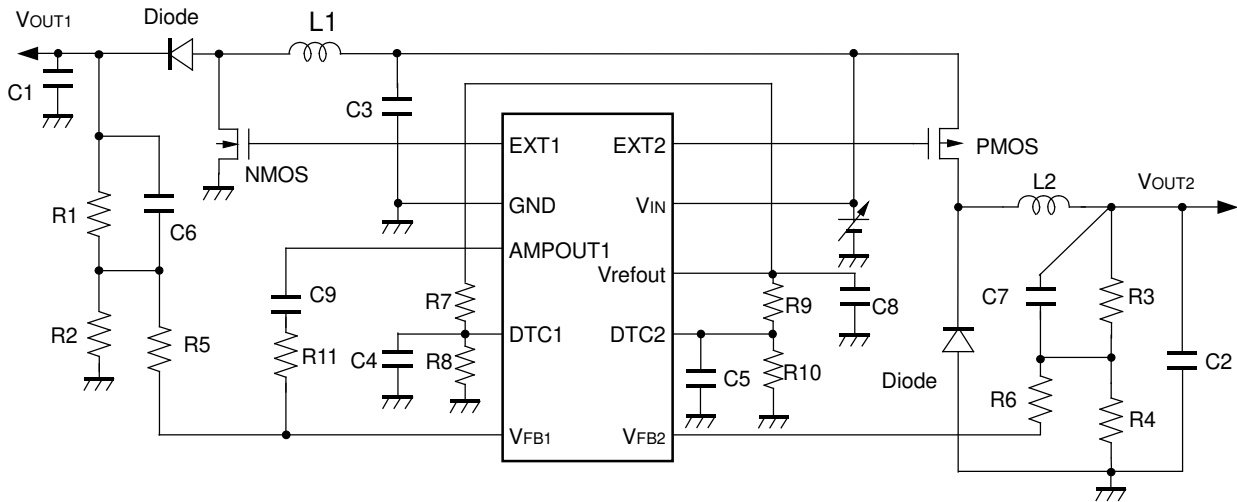 VOUT1
Diode
L1
C1
C3
EXT1
EXT2
PMOS
NMOS
L2
VOUT2
R1
C6
GND
VIN
AMPOUT1
Vrefout
C9
R7
R9
C8
C7
R3
R2
R5
R11
C4
R8
DTC1
DTC2
C5
R10
Diode
R6
C2
R4
VFB1
VFB2